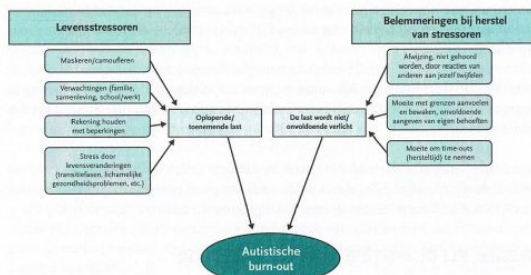 Levensstressoren
Maskeren/camoufleren
Verwachtingen (familie,
samenleving, school/werk)
Rekening houden
met beperkingen
Stress door
levensveranderingen
(transitiefasen, lichamelijke
gezondheidsproblemen, etc.)
Oplopende/
toenemende last
Belemmeringen bij herstel
van stressoren
Afwijzing, niet gehoord
worden, door reacties van
anderen aan jezelf twijfelen
Moeite met grenzen aanvoelen
en bewaken, onvoldoende
aangeven van eigen behoeften
Moeite om time-outs
(hersteltijd) te nemen
De last wordt niet/
onvoldoende verlicht
Autistische
burn-out